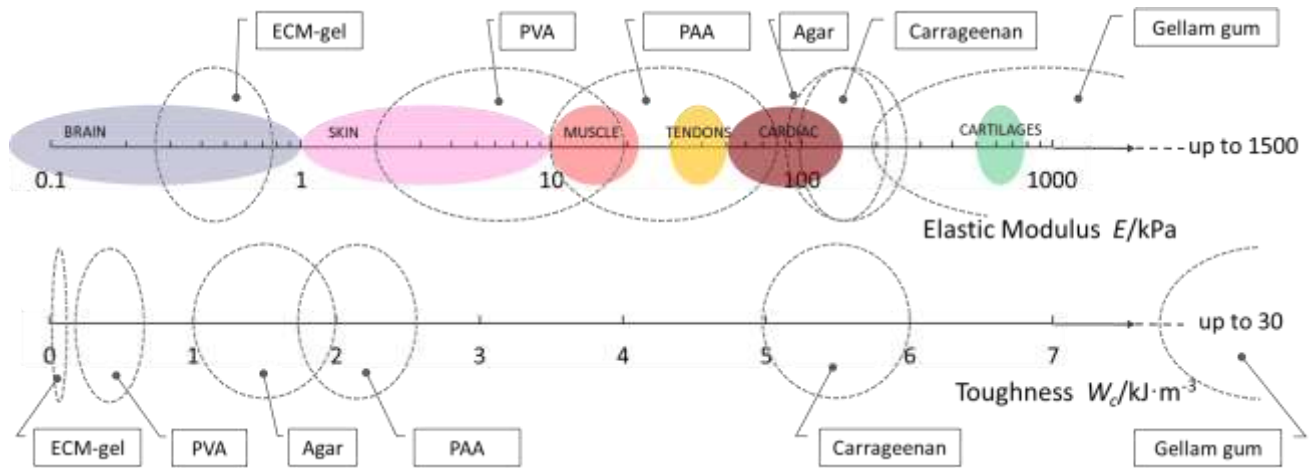 ECM-gel
PVA
PAA
Agar
Carrageenan
Gellam gum
BRAIN
SKIN
MUSCLE
TENDONS
CARDIAC
CARTILAGES
up to 1500
0.1
1
10
100
1000
Elastic Modulus E/kPa
up to 30
0
1
2
3
4
5
6
7
Toughness Wc/kJ·m-3
ECM-gel
PVA
Agar
PAA
Carrageenan
Gellam gum